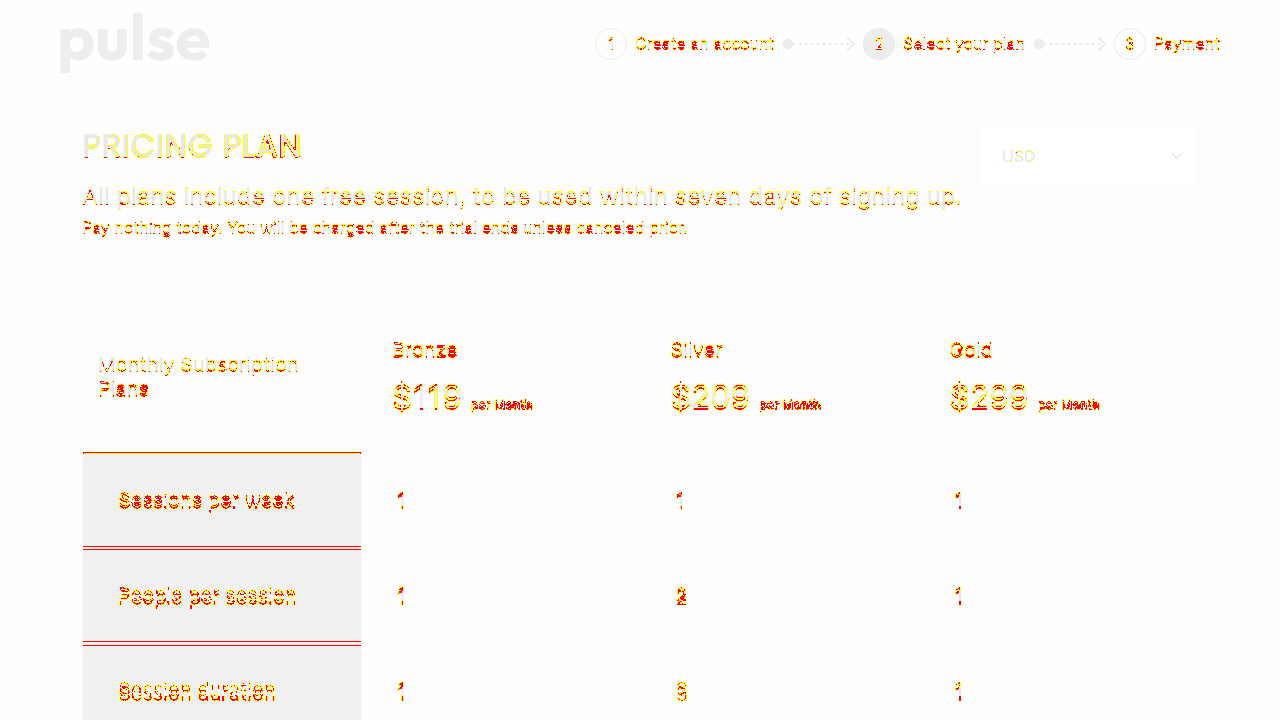 pulse
1 Create an account 2 Select your plan 3 Payment
PRICING PLAN
USD
All plans include one free session, to be used within seven days of signing up.
Pay nothing today. You will be charged after the trial ends unless canceled prior.
Monthly Subscription
Plans
Bronze Silver Gold
$119 per Month $209 per Month $299 per Month
Sessions per week 1 1 1
People per session 1 2 1
Session duration 1 3 1